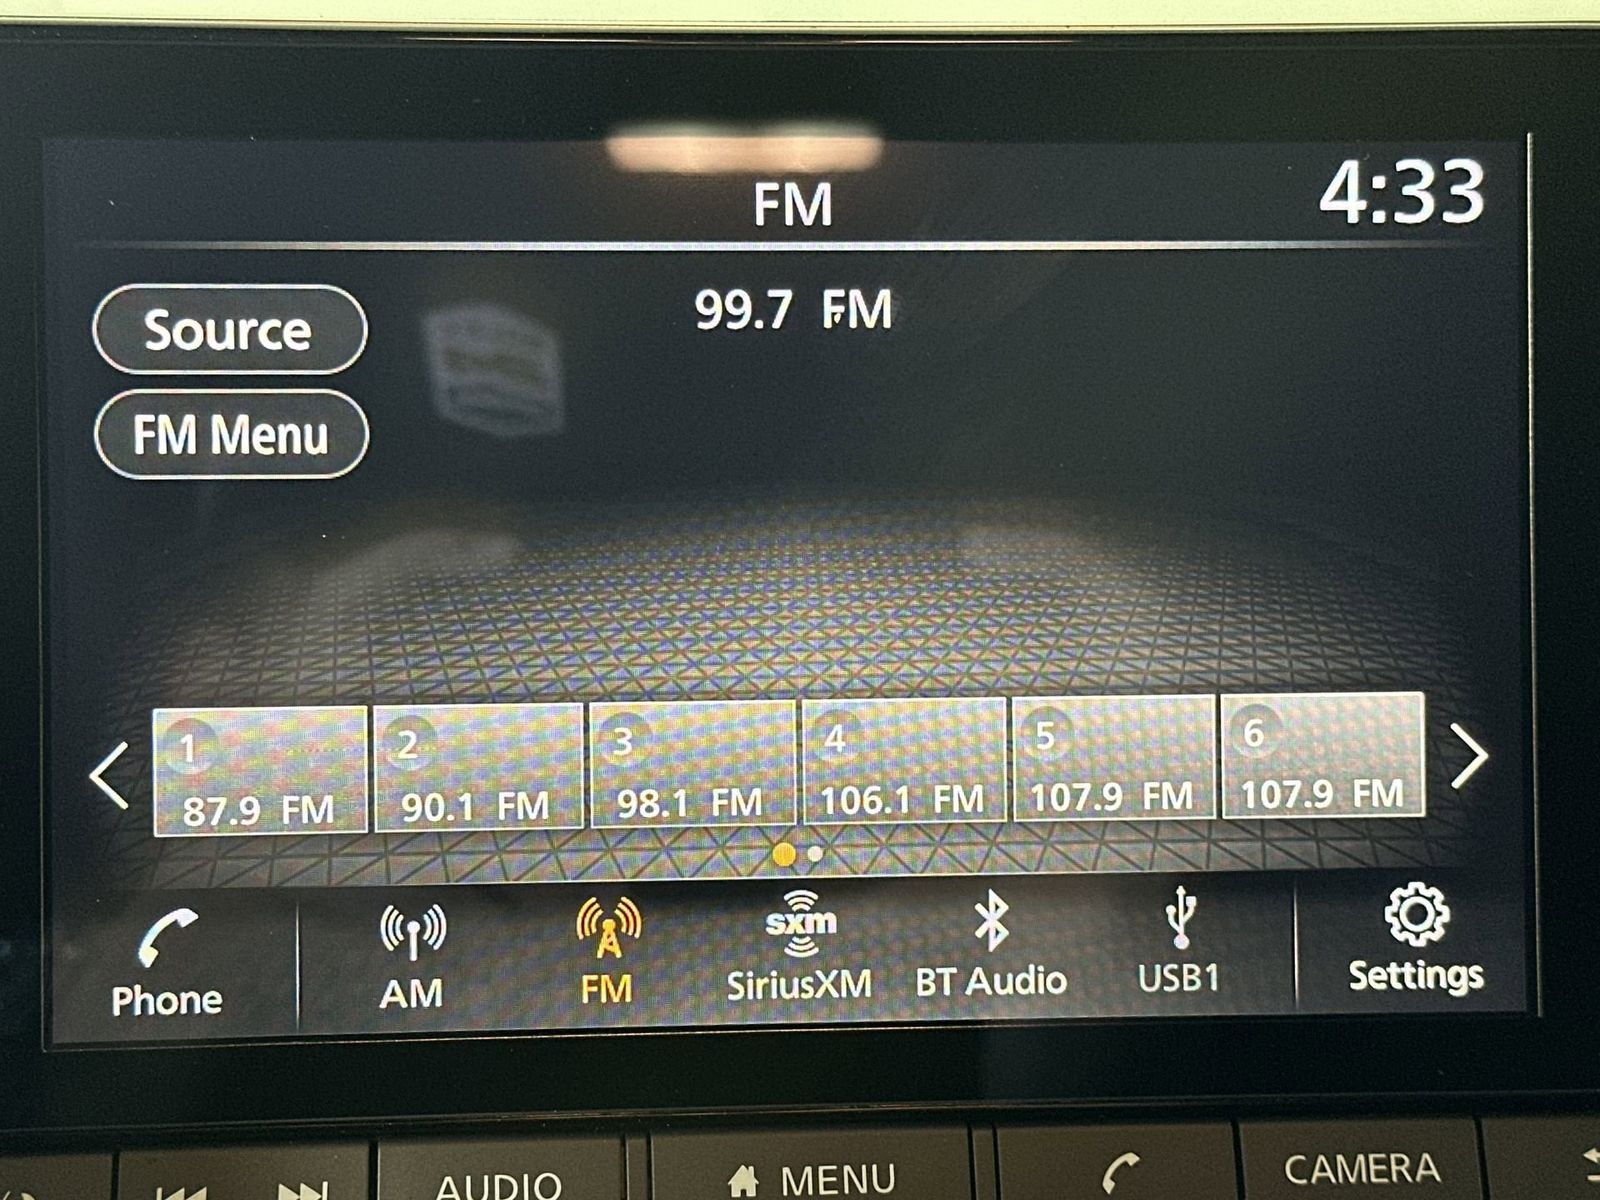 FM
4:33
99.7 FM
Source
FM Menu
1
87.9 FM
2
90.1 FM
3
98.1 FM
4
106.1 FM
5
107.9 FM
6
107.9 FM
Phone
AM
FM
sxm
SiriusXM
BT Audio
USB1
Settings
AUDIO
MENU
CAMERA